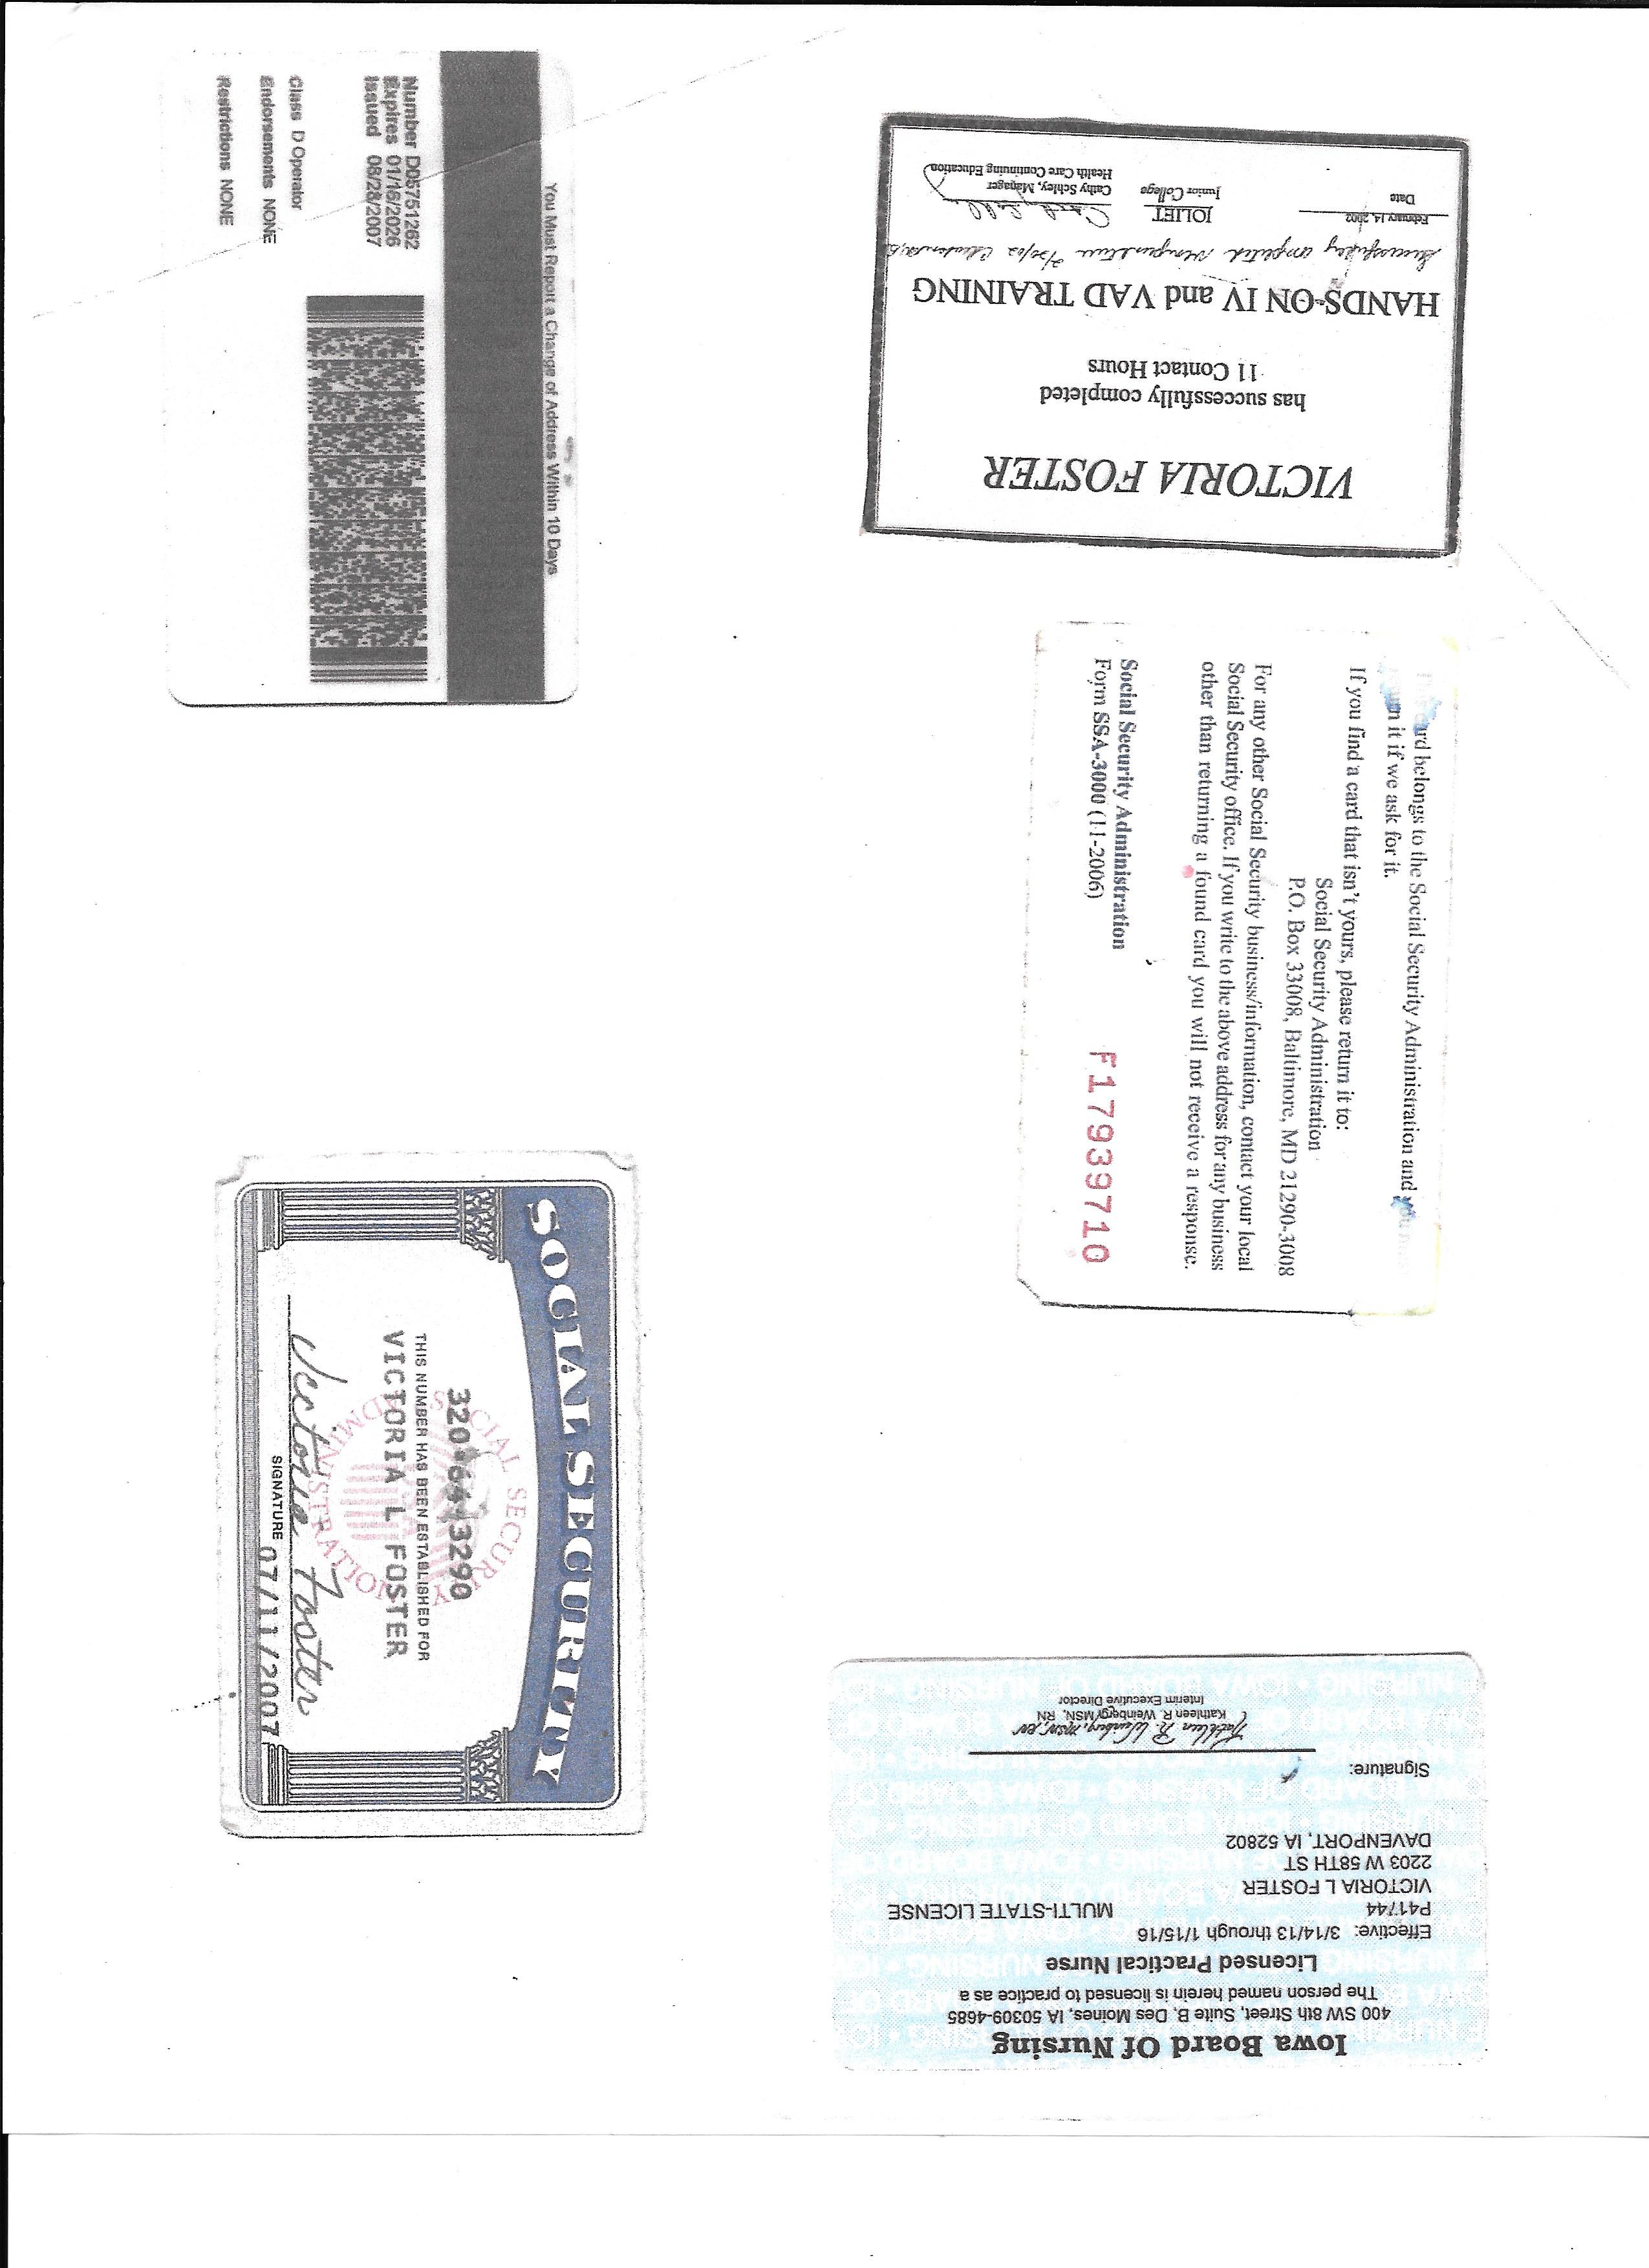 You Must Report a Change of Address Within 10 Days
Number D05751262
Expires 01/16/2026
Issued 08/28/2007
Class D Operator
Endorsements NONE
Restrictions NONE
VICTORIA FOSTER
has successfully completed
11 Contact Hours
HANDS-ON IV and VAD TRAINING
February 14, 2002
Date
JOLIET
Junior College
Cathy Schley, Manager
Health Care Continuing Education
belongs to the Social Security Administration and you
it if we ask for it.
If you find a card that isn't yours, please return it to:
Social Security Administration
P.O. Box 33008, Baltimore, MD 21290-3008
For any other Social Security business/information, contact your local
Social Security office. If you write to the above address for any business
other than returning a found card you will not receive a response.
Social Security Administration
Form SSA-3000 (11-2006)
F17939710
SOCIAL SECURITY
SOCIAL SECURITY ADMINISTRATION
THIS NUMBER HAS BEEN ESTABLISHED FOR
VICTORIA L FOSTER
Victoria Foster
SIGNATURE
07/11/2007
Iowa Board Of Nursing
400 SW 8th Street, Suite B, Des Moines, IA 50309-4685
The person named herein is licensed to practice as a
Licensed Practical Nurse
Effective: 3/14/13 through 1/15/16
P41744 MULTI-STATE LICENSE
VICTORIA L FOSTER
2203 W 58TH ST
DAVENPORT, IA 52802
Signature:
Kathleen R. Weinberg, MSN, RN
Kathleen R. Weinberg, MSN, RN
Interim Executive Director